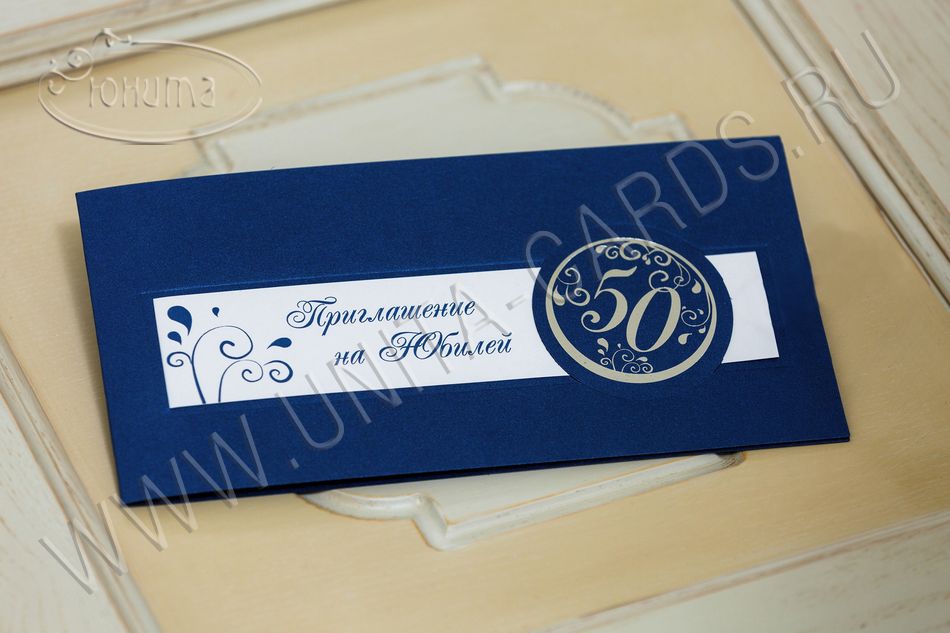 Юнита
Приглашение
на Юбилей
50
WWW.UNITA-CARDS.RU